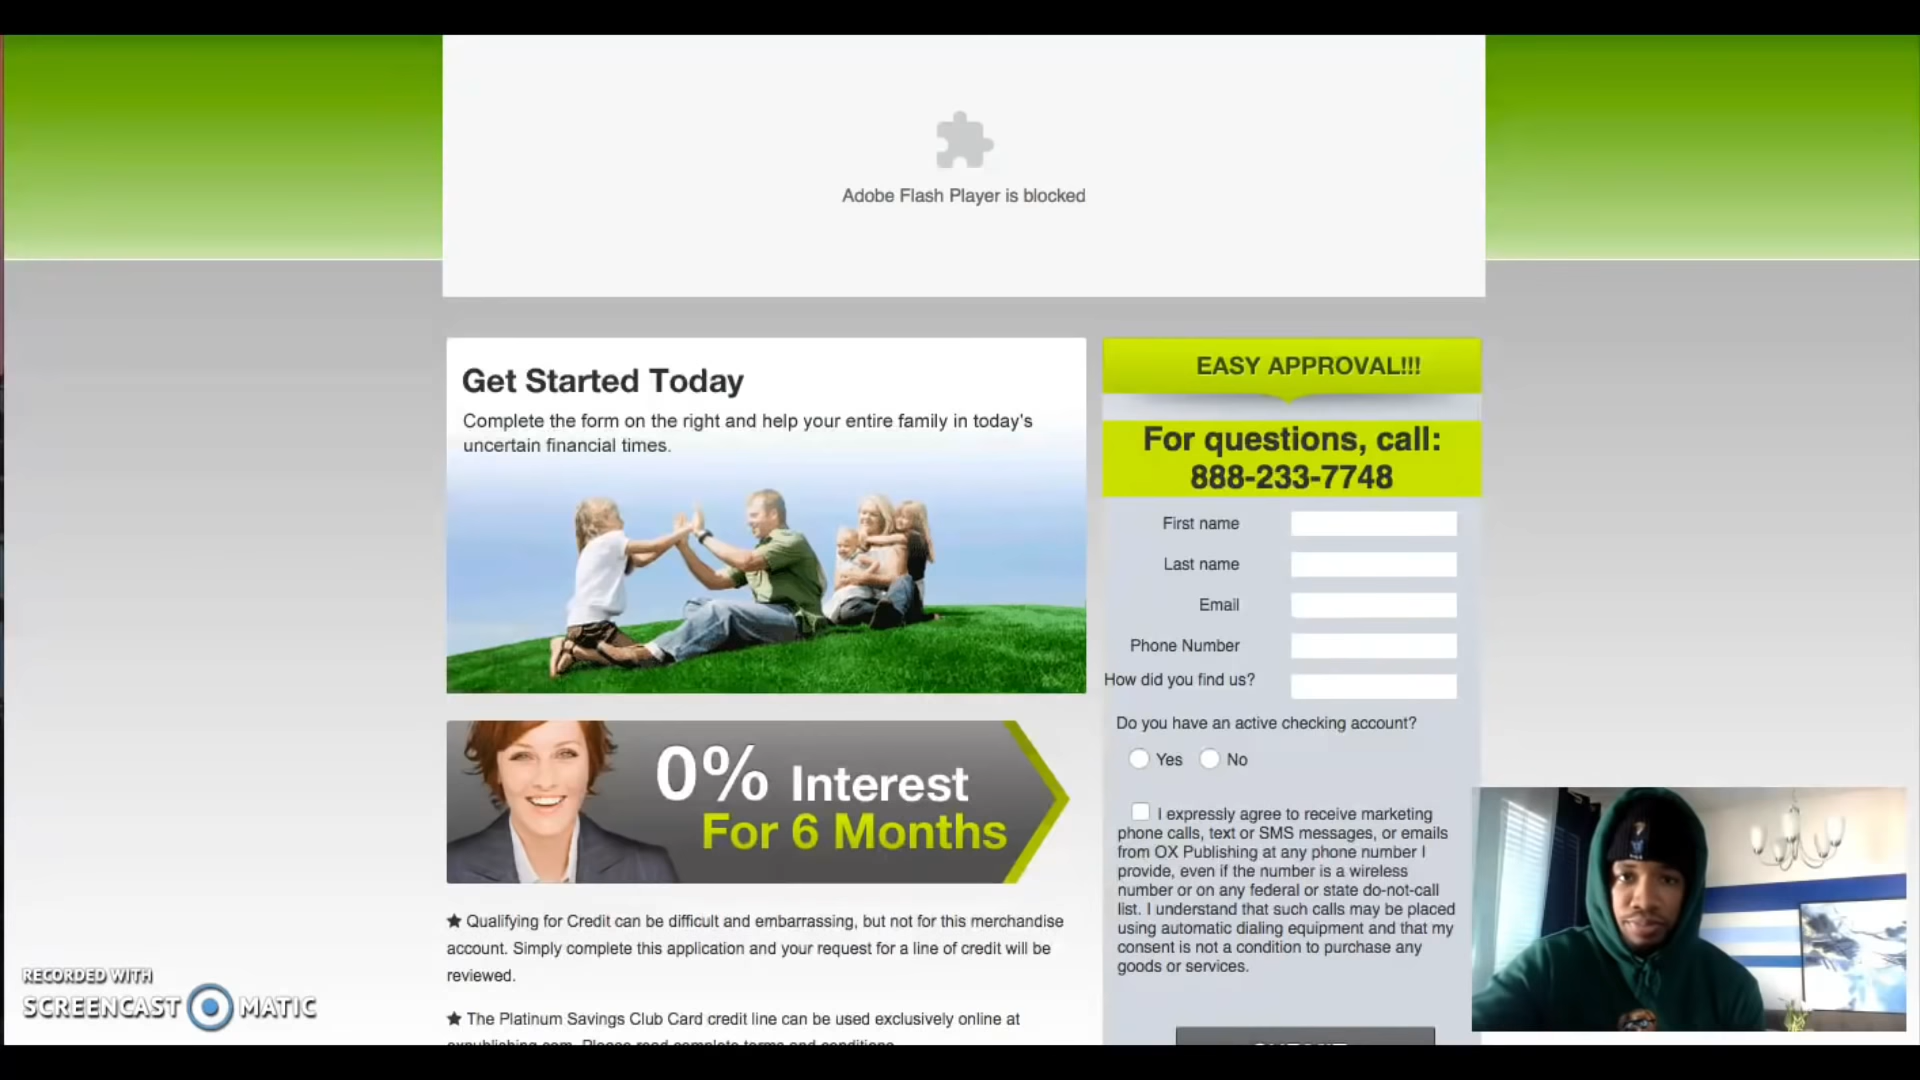 Adobe Flash Player is blocked
Get Started Today
Complete the form on the right and help your entire family in today's
uncertain financial times.
EASY APPROVAL!!!
For questions, call:
888-233-7748
First name
Last name
Email
Phone Number
How did you find us?
Do you have an active checking account?
Yes No
I expressly agree to receive marketing
phone calls, text or SMS messages, or emails
from OX Publishing at any phone number I
provide, even if the number is a wireless
number or on any federal or state do-not-call
list. I understand that such calls may be placed
using automatic dialing equipment and that my
consent is not a condition to purchase any
goods or services.
0% Interest
For 6 Months
★ Qualifying for Credit can be difficult and embarrassing, but not for this merchandise
account. Simply complete this application and your request for a line of credit will be
reviewed.
★ The Platinum Savings Club Card credit line can be used exclusively online at
oxpublishing.com. Please read complete terms and conditions
RECORDED WITH
SCREENCAST MATIC